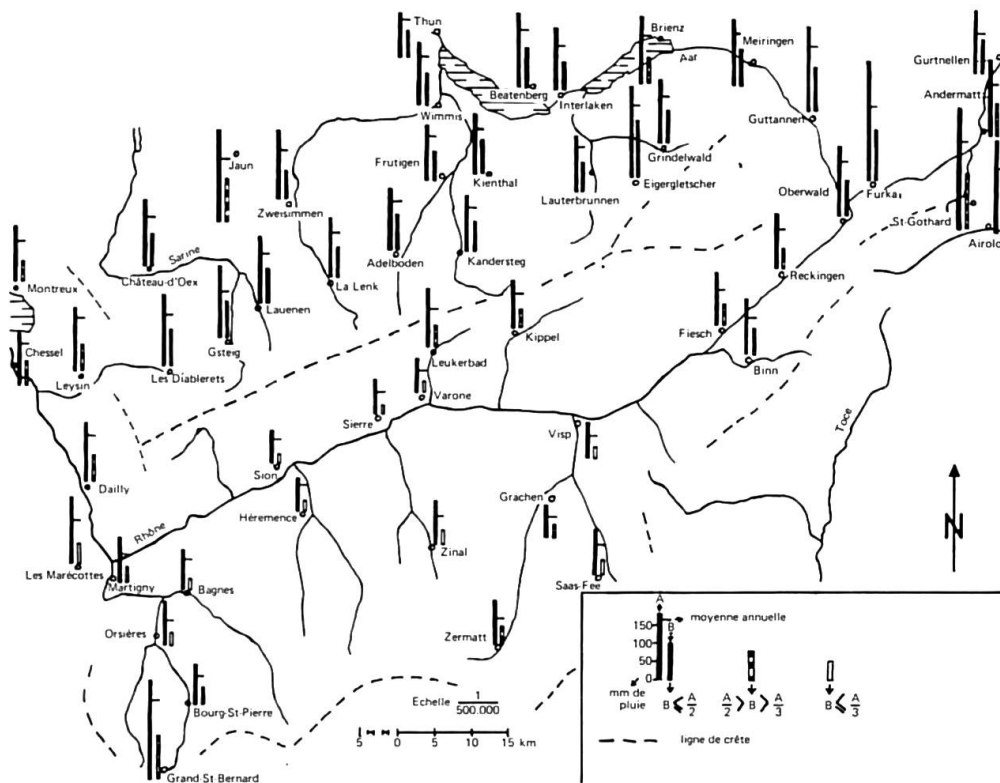 Thun
Brienz
Meiringen
Aar
Gurtnellen
Beatenberg
Interlaken
Andermatt
Wimmis
Guttannen
Jaun
Frutigen
Kienthal
Grindelwald
Lauterbrunnen
Eigergletscher
Oberwald
Furka
Zweisimmen
St-Gothard
Airolo
Sarine
Adelboden
Kandersteg
Château-d'Oex
La Lenk
Reckingen
Montreux
Lauenen
Gsteig
Kippel
Fiesch
Chessel
Leukerbad
Binn
Leysin
Les Diablerets
Varone
Sierre
Visp
Toce
Sion
Dailly
Grachen
Héremence
Rhône
Zinal
N
Les Marécottes
Martigny
Bagnes
Saas-Fee
Orsières
Zermatt
A
B
moyenne annuelle
150
100
50
0
mm de
pluie
B ⩽ A/2
A/2 > B > A/3
B ⩽ A/3
Bourg-St-Pierre
Echelle 1/500.000
5 0 5 10 15 km
ligne de crête
Grand-St-Bernard